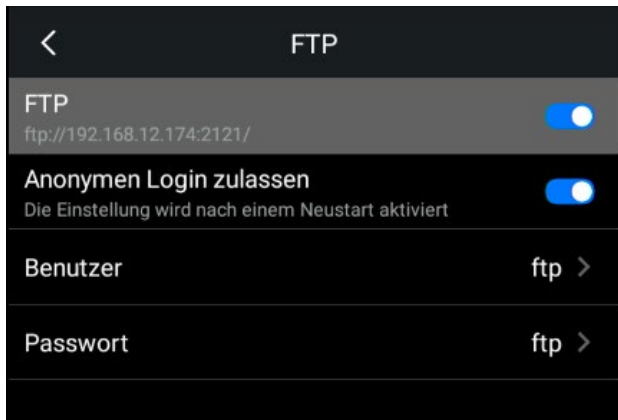 FTP
FTP
ftp://192.168.12.174:2121/
Anonymen Login zulassen
Die Einstellung wird nach einem Neustart aktiviert
Benutzer ftp
Passwort ftp